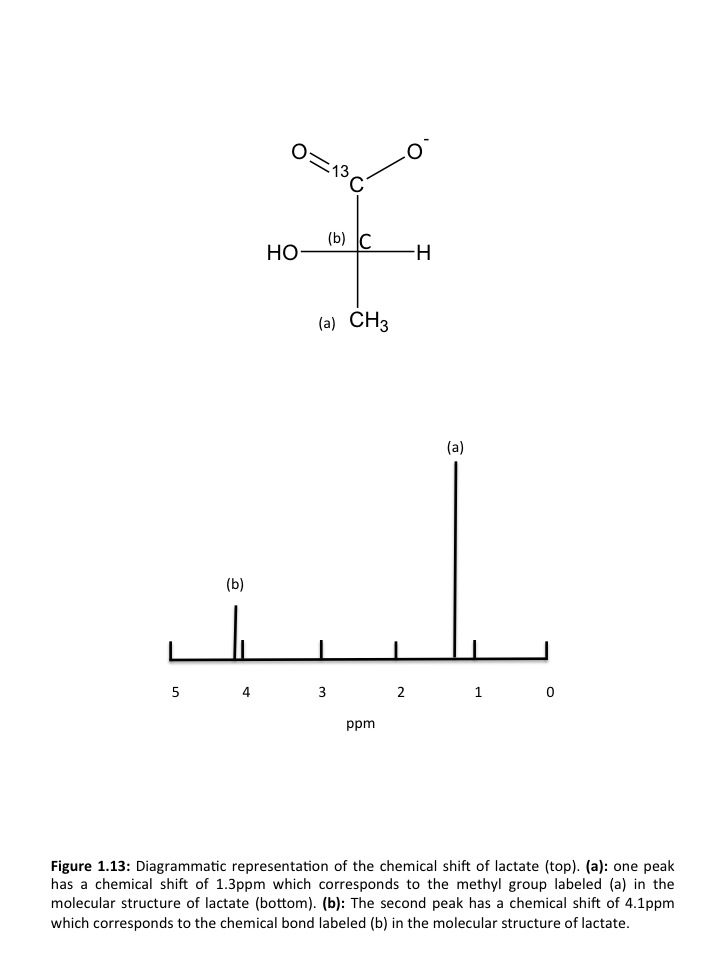 O O-
13
C
(b) C
HO H
(a) CH3
(a)
(b)
5 4 3 2 1 0
ppm
Figure 1.13: Diagrammatic representation of the chemical shift of lactate (top). (a): one peak
has a chemical shift of 1.3ppm which corresponds to the methyl group labeled (a) in the
molecular structure of lactate (bottom). (b): The second peak has a chemical shift of 4.1ppm
which corresponds to the chemical bond labeled (b) in the molecular structure of lactate.